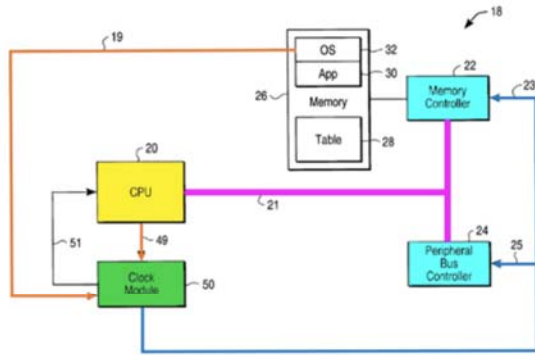 18
19
OS
32
App
30
22
26
Memory
Memory
Controller
23
Table
28
20
CPU
21
24
51
49
Peripheral
Bus
Controller
25
Clock
Module
50